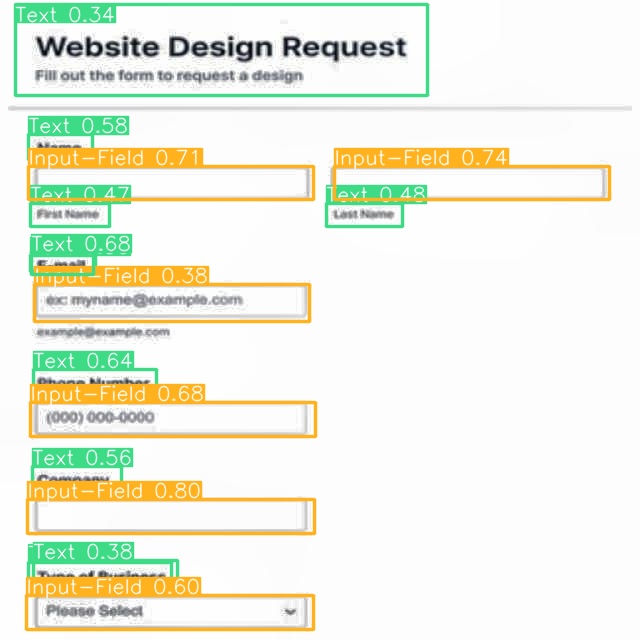 Text 0.34
Website Design Request
Fill out the form to request a design
Text 0.58
Name
Input-Field 0.71 Input-Field 0.74
Text 0.47 Text 0.48
First Name Last Name
Text 0.68
E-mail
Input-Field 0.38
ex: myname@example.com
example@example.com
Text 0.64
Phone Number
Input-Field 0.68
(000) 000-0000
Text 0.56
Company
Input-Field 0.80
Text 0.38
Type of Business
Input-Field 0.60
Please Select